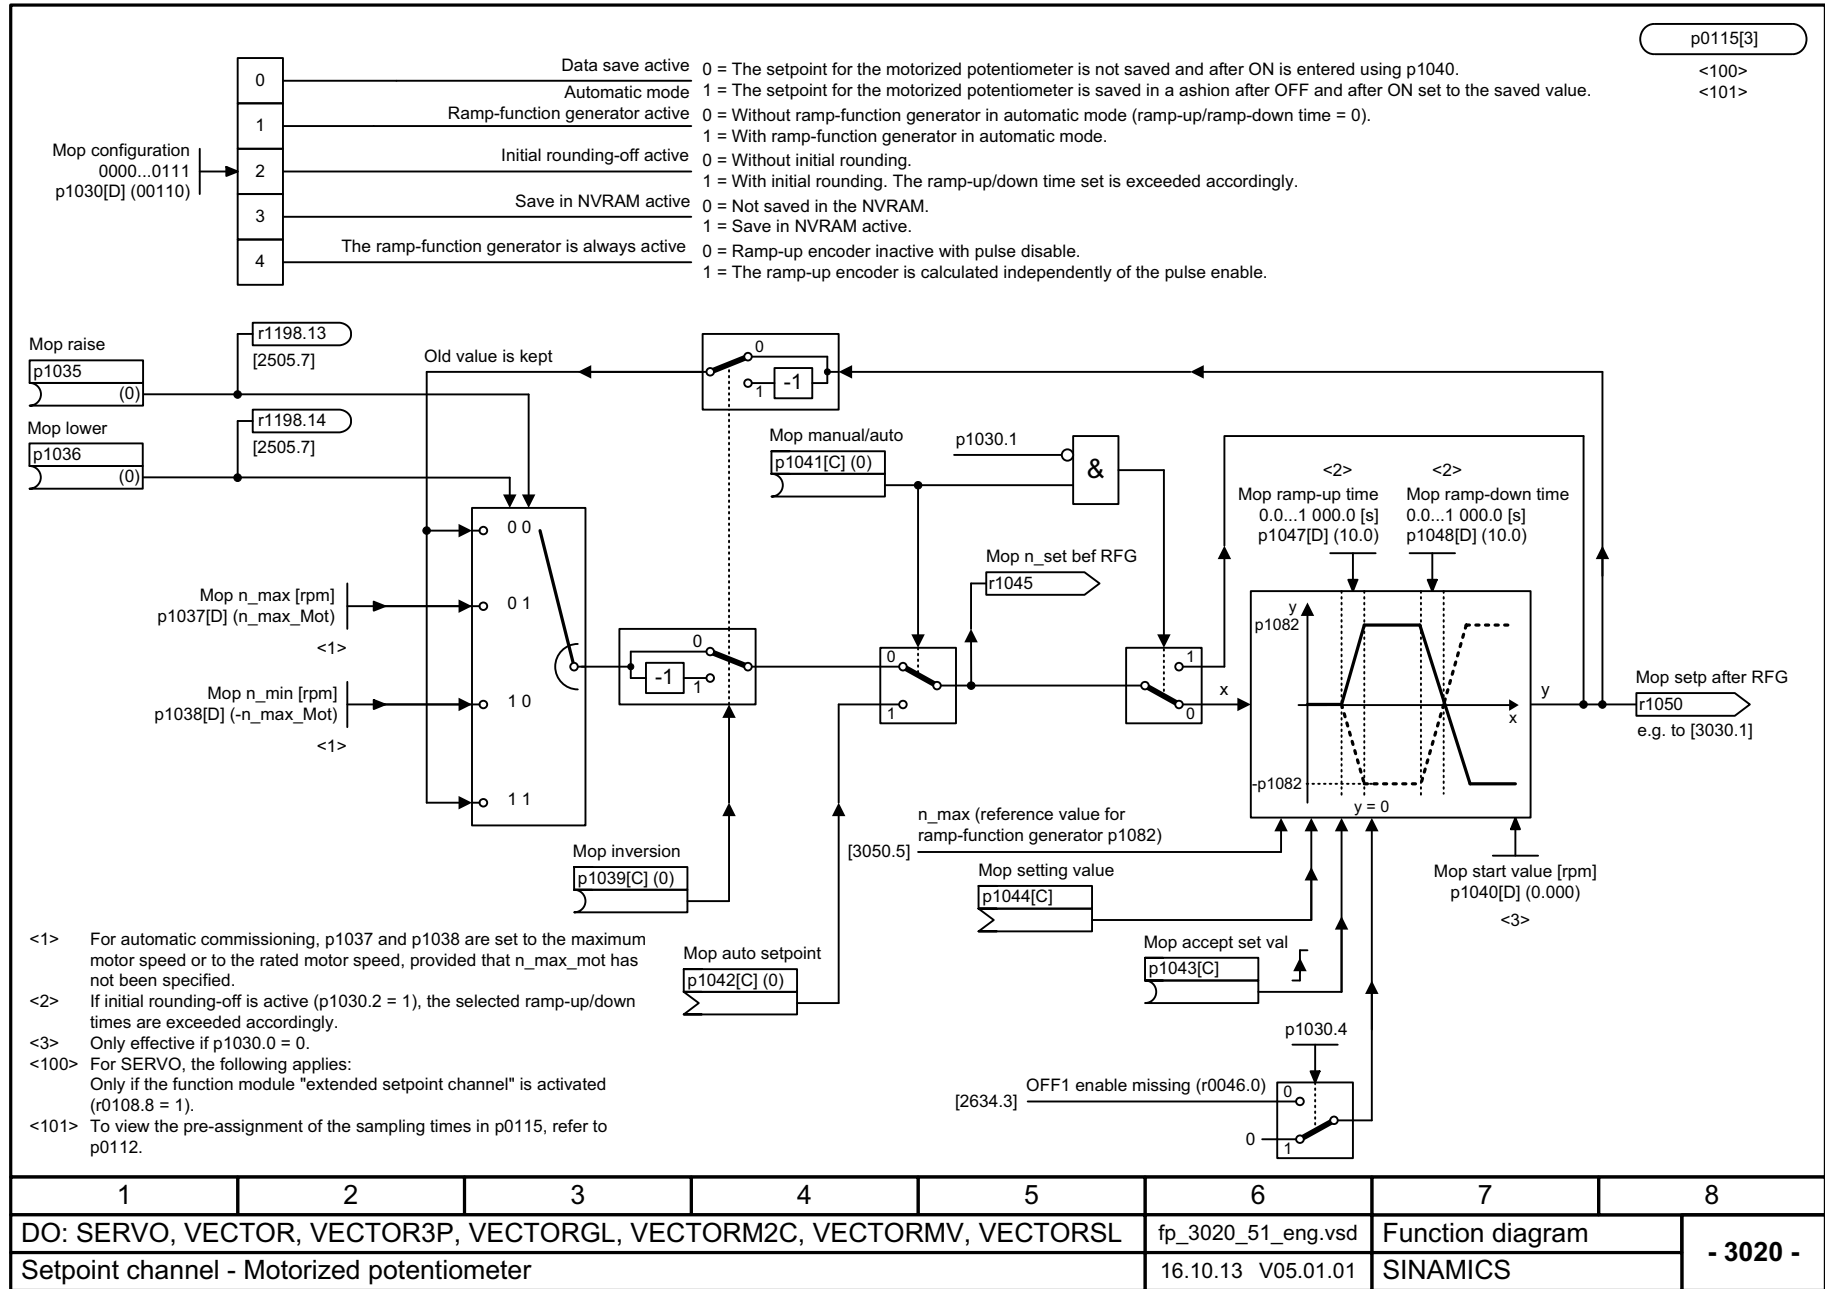 p0115[3]
<100>
<101>
0
1
2
3
4
Mop configuration
0000...0111
p1030[D] (00110)
Data save active
0 = The setpoint for the motorized potentiometer is not saved and after ON is entered using p1040.
Automatic mode
1 = The setpoint for the motorized potentiometer is saved in a ashion after OFF and after ON set to the saved value.
Ramp-function generator active
0 = Without ramp-function generator in automatic mode (ramp-up/ramp-down time = 0).
1 = With ramp-function generator in automatic mode.
Initial rounding-off active
0 = Without initial rounding.
1 = With initial rounding. The ramp-up/down time set is exceeded accordingly.
Save in NVRAM active
0 = Not saved in the NVRAM.
1 = Save in NVRAM active.
The ramp-function generator is always active
0 = Ramp-up encoder inactive with pulse disable.
1 = The ramp-up encoder is calculated independently of the pulse enable.
Mop raise
p1035
(0)
r1198.13
[2505.7]
Mop lower
p1036
(0)
r1198.14
[2505.7]
Old value is kept
0
1
-1
Mop manual/auto
p1041[C] (0)
p1030.1
&
<2>
Mop ramp-up time
0.0...1 000.0 [s]
p1047[D] (10.0)
<2>
Mop ramp-down time
0.0...1 000.0 [s]
p1048[D] (10.0)
0 0
0 1
1 0
1 1
Mop n_max [rpm]
p1037[D] (n_max_Mot)
<1>
Mop n_min [rpm]
p1038[D] (-n_max_Mot)
<1>
-1
0
1
0
1
Mop n_set bef RFG
r1045
1
0
x
y
p1082
-p1082
x
y = 0
y
Mop setp after RFG
r1050
e.g. to [3030.1]
Mop inversion
p1039[C] (0)
Mop auto setpoint
p1042[C] (0)
n_max (reference value for
ramp-function generator p1082)
[3050.5]
Mop setting value
p1044[C]
Mop accept set val
p1043[C]
Mop start value [rpm]
p1040[D] (0.000)
<3>
p1030.4
OFF1 enable missing (r0046.0)
[2634.3]
0
0
1
<1> For automatic commissioning, p1037 and p1038 are set to the maximum
motor speed or to the rated motor speed, provided that n_max_mot has
not been specified.
<2> If initial rounding-off is active (p1030.2 = 1), the selected ramp-up/down
times are exceeded accordingly.
<3> Only effective if p1030.0 = 0.
<100> For SERVO, the following applies:
Only if the function module "extended setpoint channel" is activated
(r0108.8 = 1).
<101> To view the pre-assignment of the sampling times in p0115, refer to
p0112.
1 2 3 4 5 6 7 8
DO: SERVO, VECTOR, VECTOR3P, VECTORGL, VECTORM2C, VECTORMV, VECTORSL
fp_3020_51_eng.vsd
Function diagram
- 3020 -
Setpoint channel - Motorized potentiometer
16.10.13 V05.01.01
SINAMICS